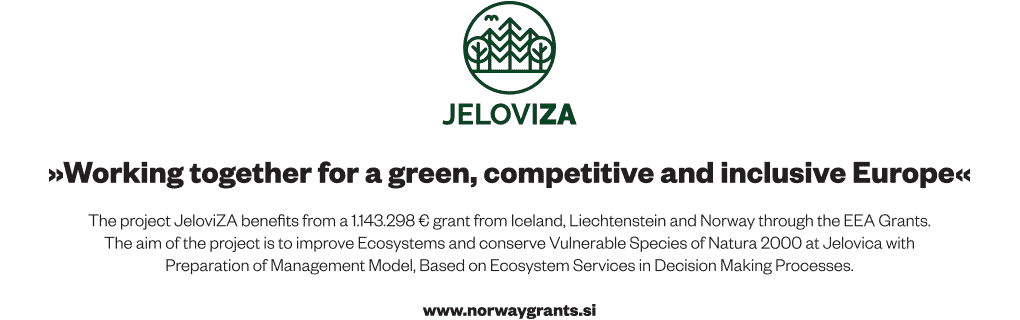 JELOVIZA
»Working together for a green, competitive and inclusive Europe«
The project JeloviZA benefits from a 1.143.298 € grant from Iceland, Liechtenstein and Norway through the EEA Grants.
The aim of the project is to improve Ecosystems and conserve Vulnerable Species of Natura 2000 at Jelovica with
Preparation of Management Model, Based on Ecosystem Services in Decision Making Processes.
www.norwaygrants.si